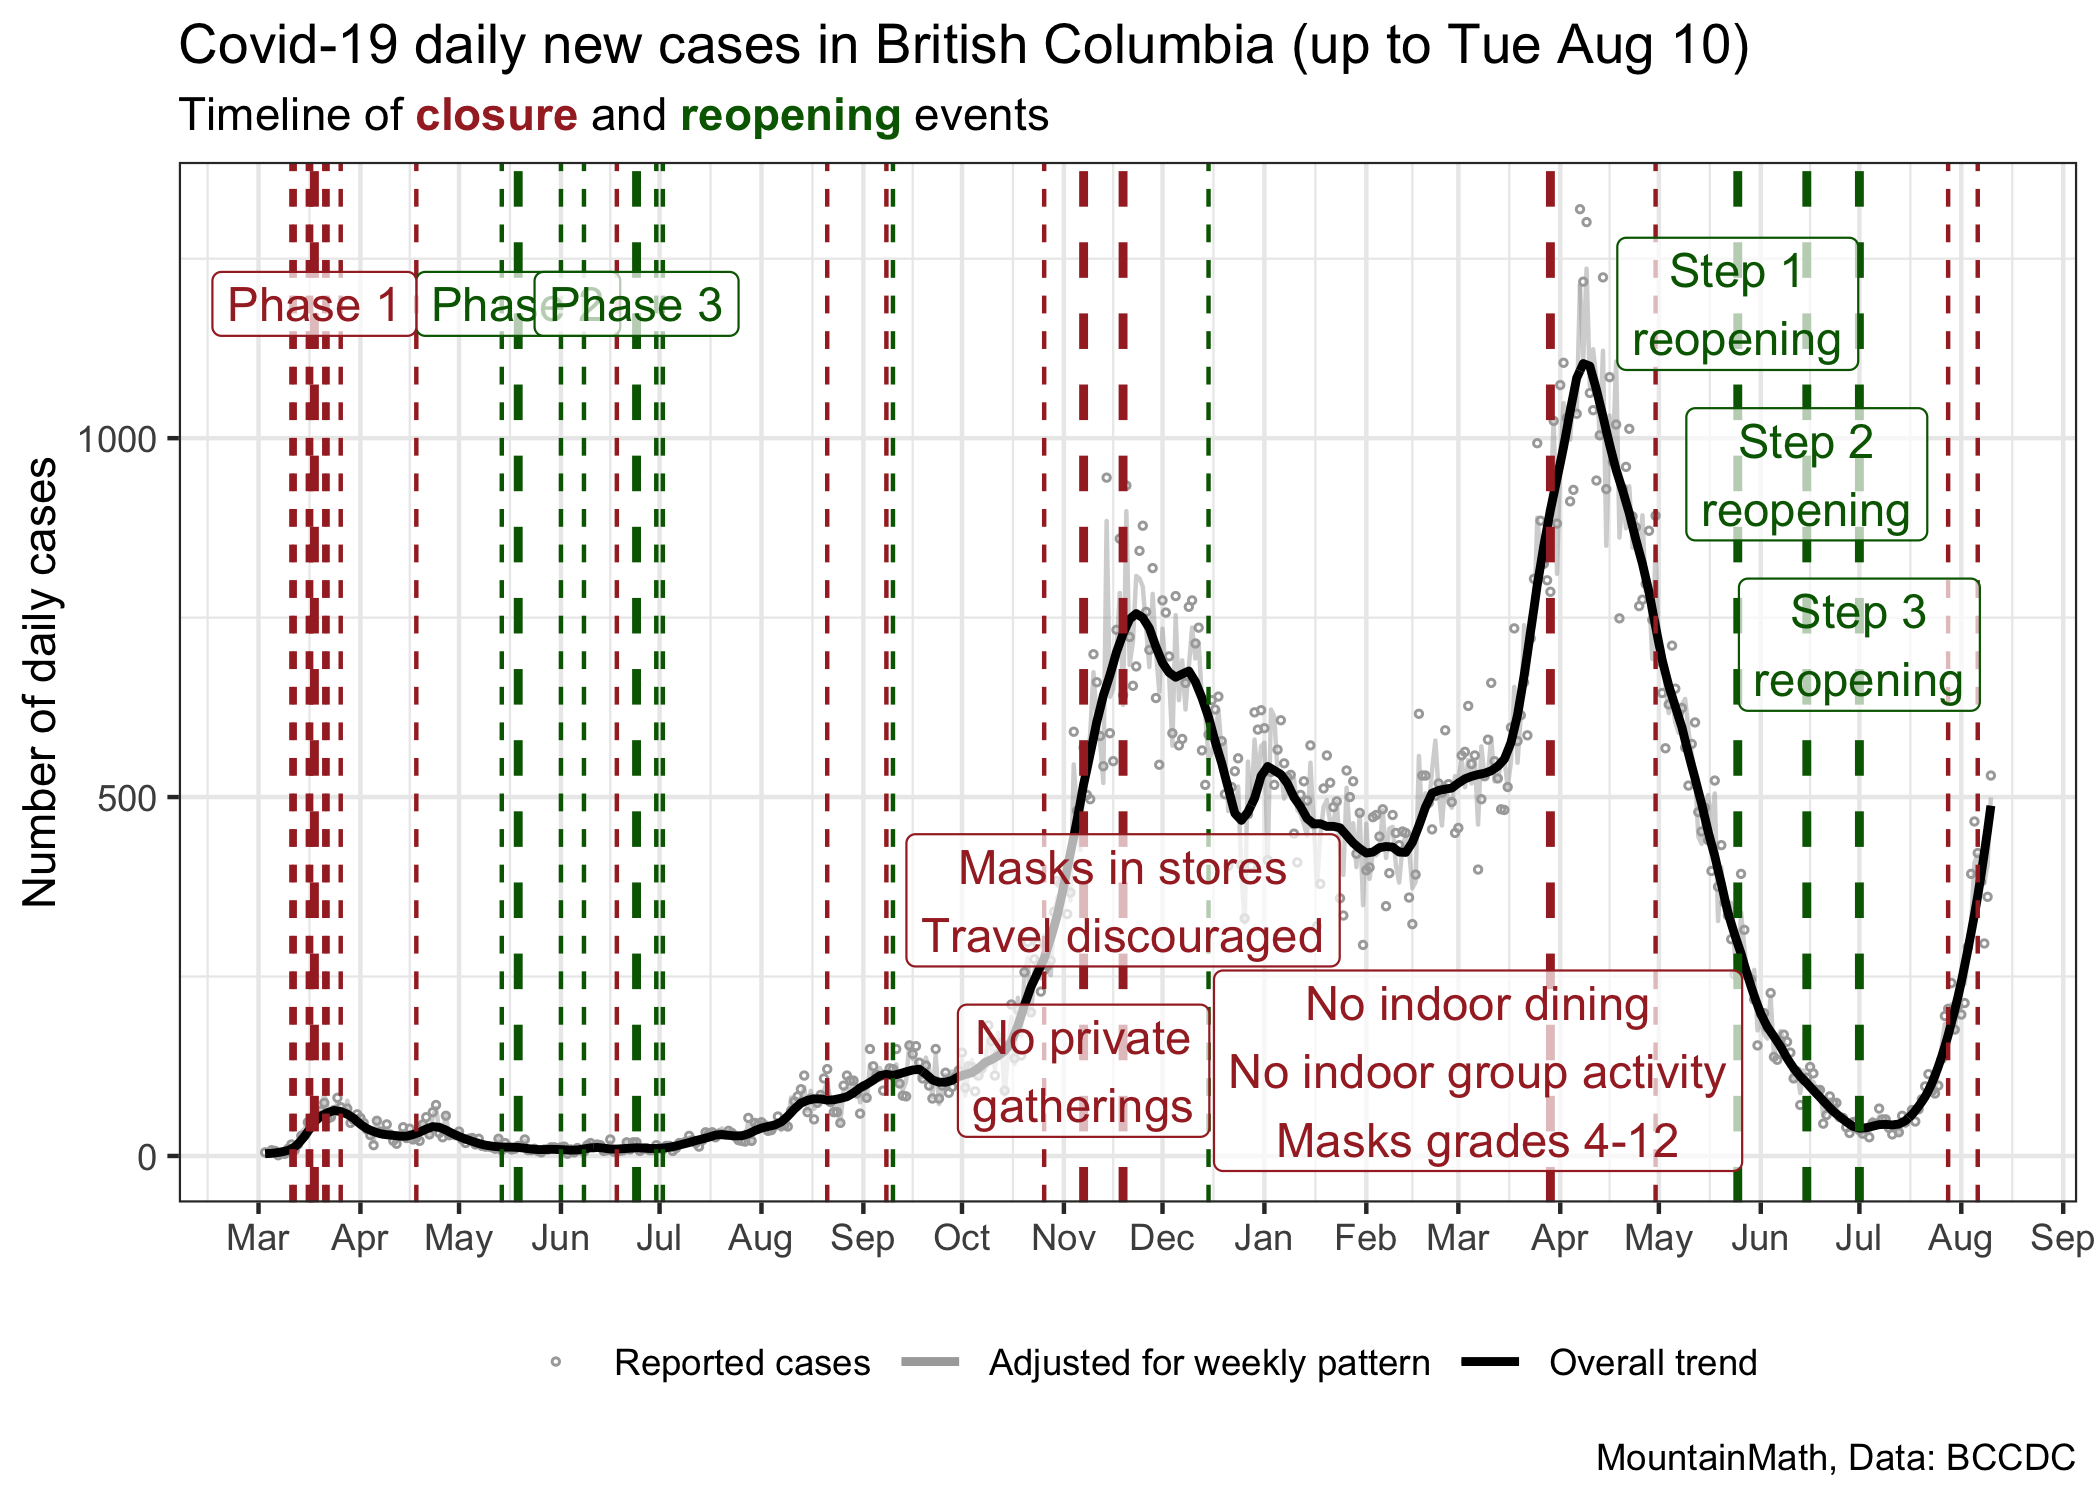 Covid-19 daily new cases in British Columbia (up to Tue Aug 10)
Timeline of closure and reopening events
Number of daily cases
1000
500
0
Phase 1
Phase 2
Phase 3
Step 1
reopening
Step 2
reopening
Step 3
reopening
Masks in stores
Travel discouraged
No private
gatherings
No indoor dining
No indoor group activity
Masks grades 4-12
Mar Apr May Jun Jul Aug Sep Oct Nov Dec Jan Feb Mar Apr May Jun Jul Aug Sep
Reported cases Adjusted for weekly pattern Overall trend
MountainMath, Data: BCCDC